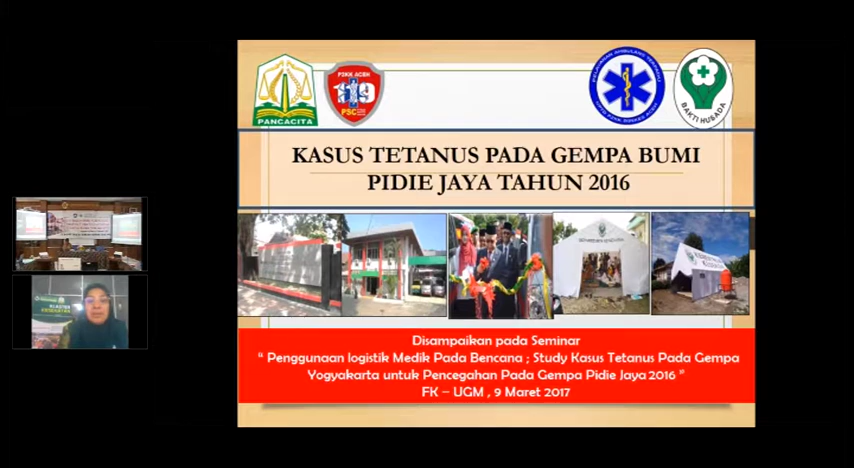 PANCACITA
P2KK ACEH
119
PSC
BAKTI HUSADA
KASUS TETANUS PADA GEMPA BUMI
PIDIE JAYA TAHUN 2016
Disampaikan pada Seminar
“ Penggunaan logistik Medik Pada Bencana ; Study Kasus Tetanus Pada Gempa
Yogyakarta untuk Pencegahan Pada Gempa Pidie Jaya 2016 ”
FK – UGM , 9 Maret 2017
KLASTER
KESEHATAN